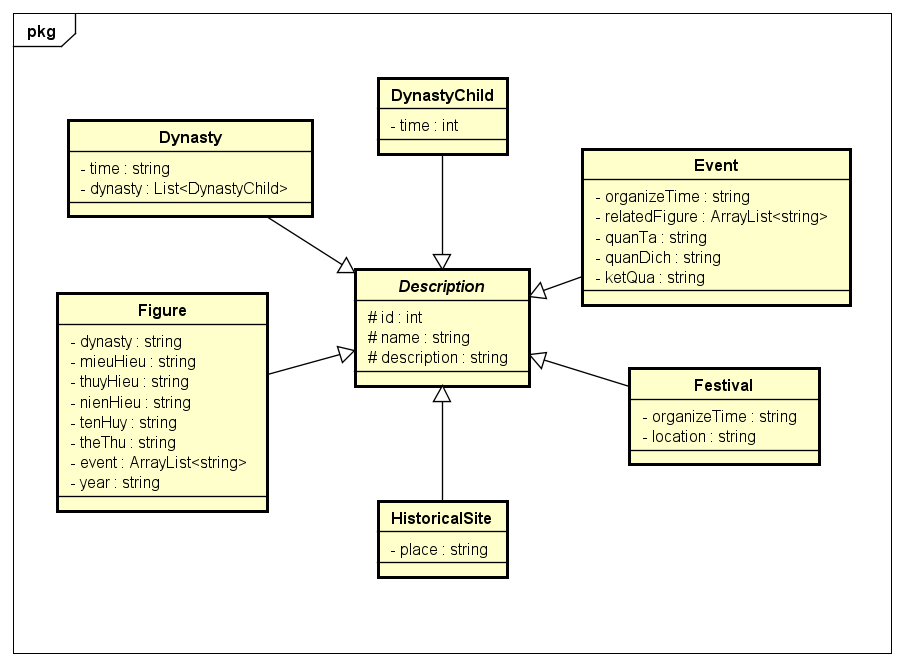 pkg
DynastyChild
- time : int
Dynasty
- time : string
- dynasty : List<DynastyChild>
Event
- organizeTime : string
- relatedFigure : ArrayList<string>
- quanTa : string
- quanDich : string
- ketQua : string
Description
# id : int
# name : string
# description : string
Figure
- dynasty : string
- mieuHieu : string
- thuyHieu : string
- nienHieu : string
- tenHuy : string
- theThu : string
- event : ArrayList<string>
- year : string
Festival
- organizeTime : string
- location : string
HistoricalSite
- place : string